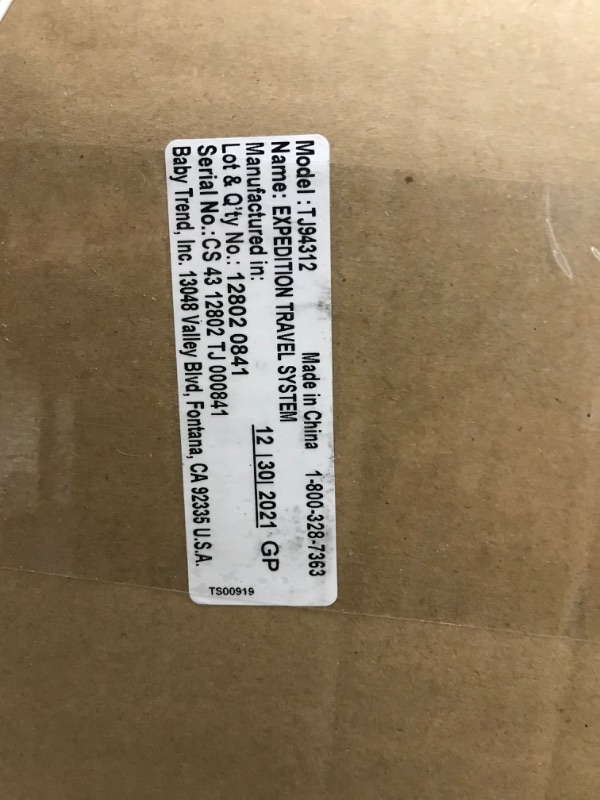 Model :TJ94312 Made in China 1-800-328-7363
Name: EXPEDITION TRAVEL SYSTEM
Manufactured in: 12 | 30 | 2021 GP
Lot & Q'ty No.: 12802 0841
Serial No.:CS 43 12802 TJ 000841
Baby Trend, Inc. 13048 Valley Blvd, Fontana, CA 92335 U.S.A.
TS00919